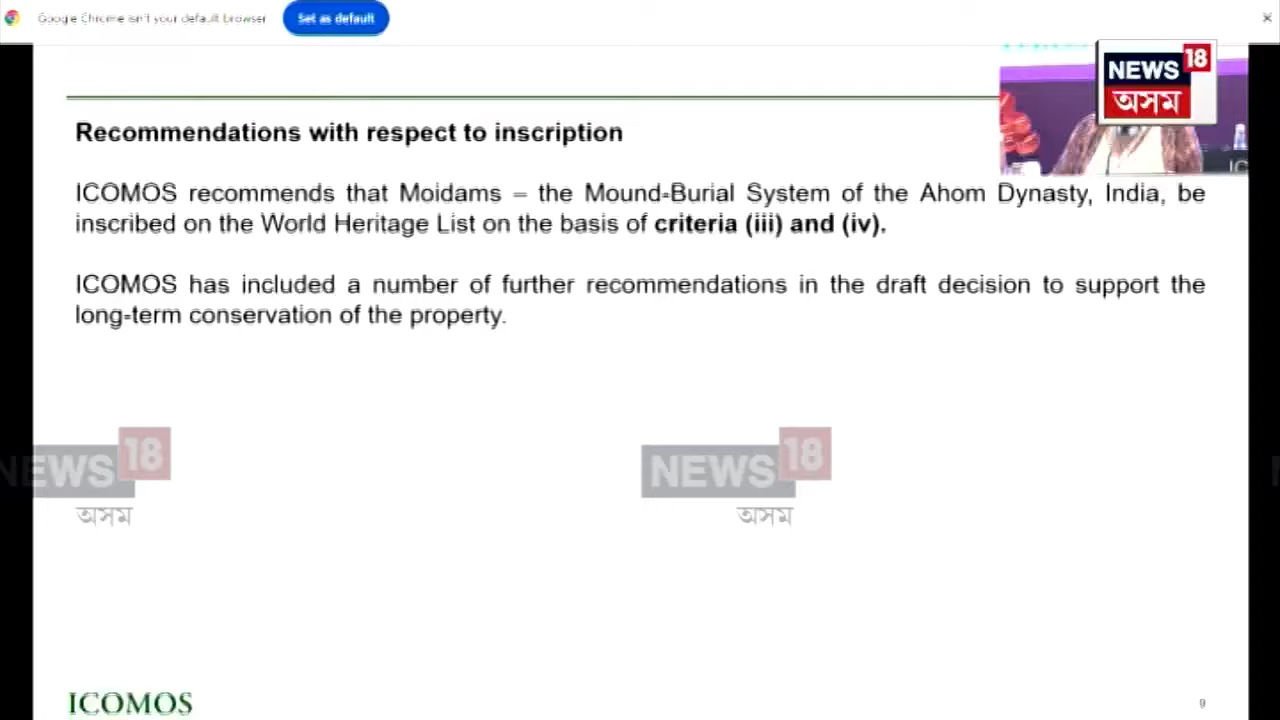 Google Chrome isn't your default browser
Set as default
NEWS 18
অসম
Recommendations with respect to inscription
ICOMOS recommends that Moidams – the Mound-Burial System of the Ahom Dynasty, India, be
inscribed on the World Heritage List on the basis of criteria (iii) and (iv).
ICOMOS has included a number of further recommendations in the draft decision to support the
long-term conservation of the property.
NEWS 18
অসম
NEWS 18
অসম
ICOMOS
9